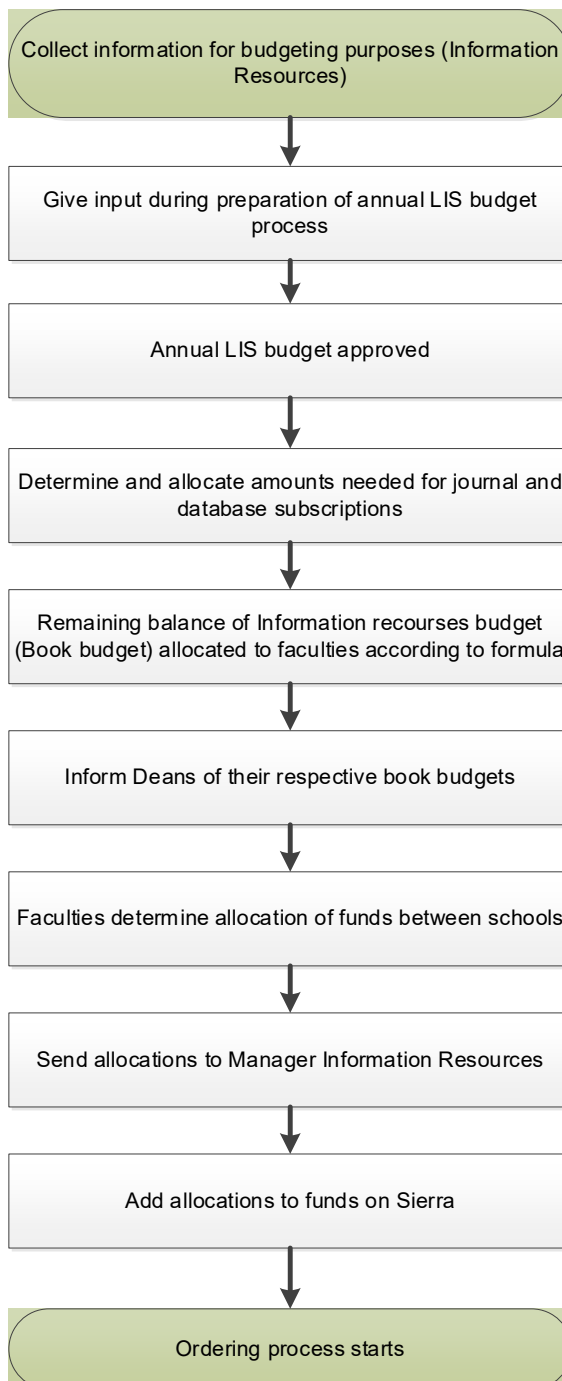 Collect information for budgeting purposes (Information
Resources)
Give input during preparation of annual LIS budget
process
Annual LIS budget approved
Determine and allocate amounts needed for journal and
database subscriptions
Remaining balance of Information recourses budget
(Book budget) allocated to faculties according to formula
Inform Deans of their respective book budgets
Faculties determine allocation of funds between schools
Send allocations to Manager Information Resources
Add allocations to funds on Sierra
Ordering process starts